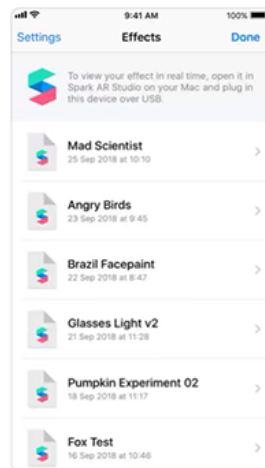 9:41 AM 100%
Settings Effects Done
To view your effect in real time, open it in
Spark AR Studio on your Mac and plug in
this device over USB.
Mad Scientist
25 Sep 2018 at 10:10
Angry Birds
23 Sep 2018 at 9:45
Brazil Facepaint
22 Sep 2018 at 8:47
Glasses Light v2
21 Sep 2018 at 11:28
Pumpkin Experiment 02
18 Sep 2018 at 11:17
Fox Test
16 Sep 2018 at 10:46